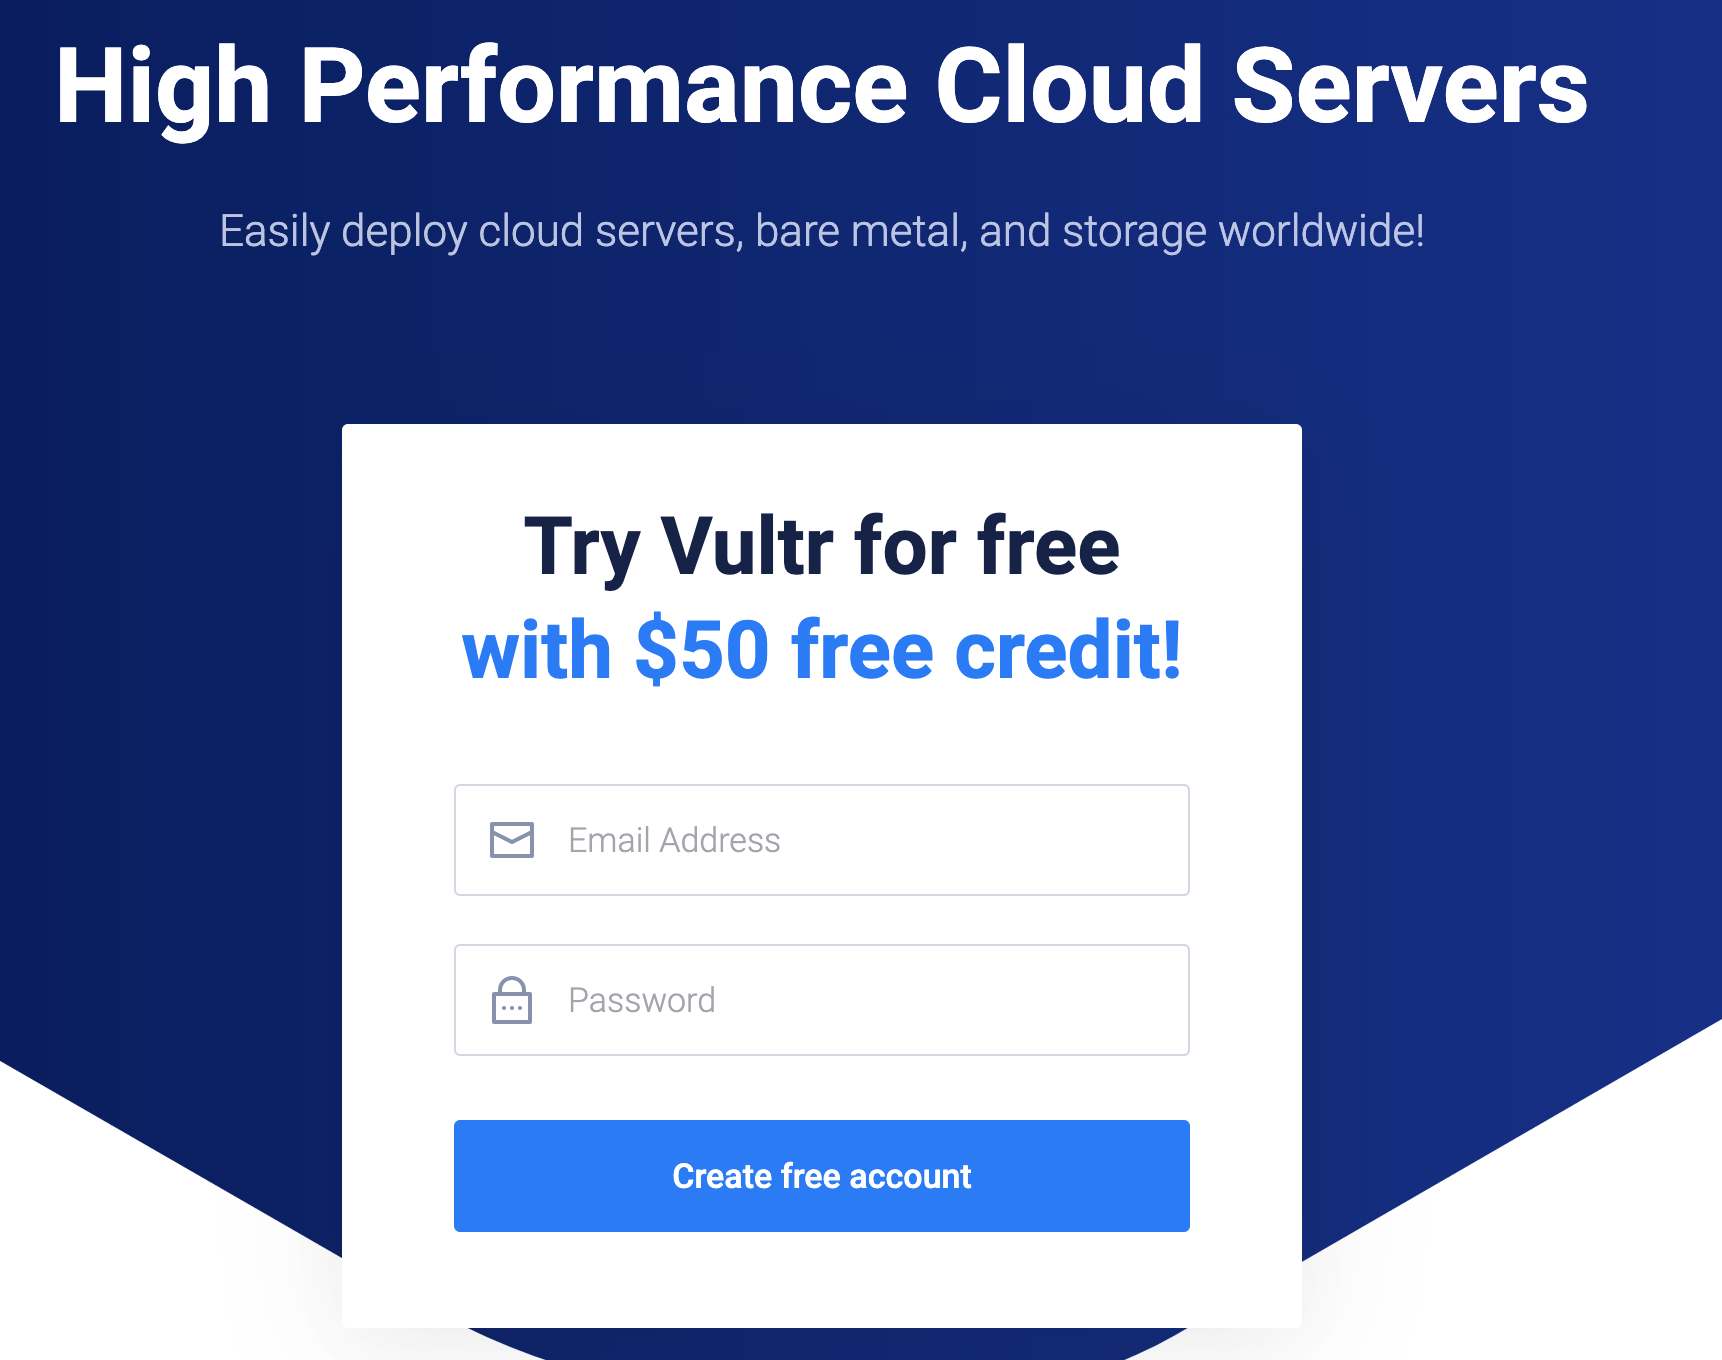 High Performance Cloud Servers
Easily deploy cloud servers, bare metal, and storage worldwide!
Try Vultr for free
with $50 free credit!
Email Address
Password
Create free account